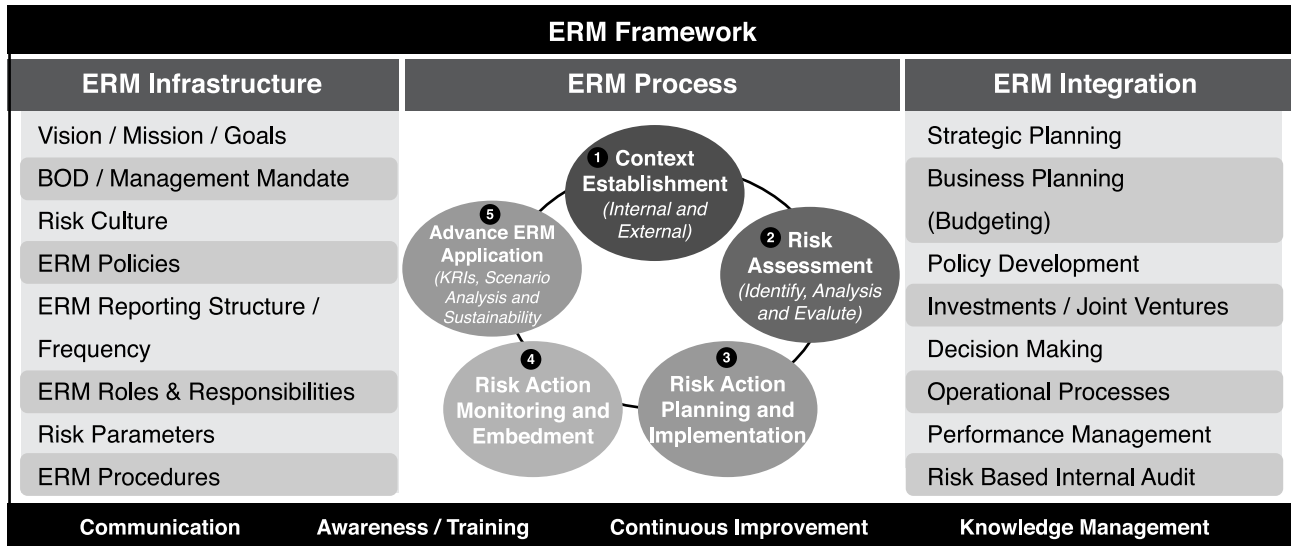 ERM Framework
ERM Infrastructure
Vision / Mission / Goals
BOD / Management Mandate
Risk Culture
ERM Policies
ERM Reporting Structure /
Frequency
ERM Roles & Responsibilities
Risk Parameters
ERM Procedures
ERM Process
1 Context
Establishment
(Internal and
External)
2 Risk
Assessment
(Identify, Analysis
and Evalute)
3
Risk Action
Planning and
Implementation
4
Risk Action
Monitoring and
Embedment
5
Advance ERM
Application
(KRIs, Scenario
Analysis and
Sustainability
ERM Integration
Strategic Planning
Business Planning
(Budgeting)
Policy Development
Investments / Joint Ventures
Decision Making
Operational Processes
Performance Management
Risk Based Internal Audit
Communication Awareness / Training Continuous Improvement Knowledge Management